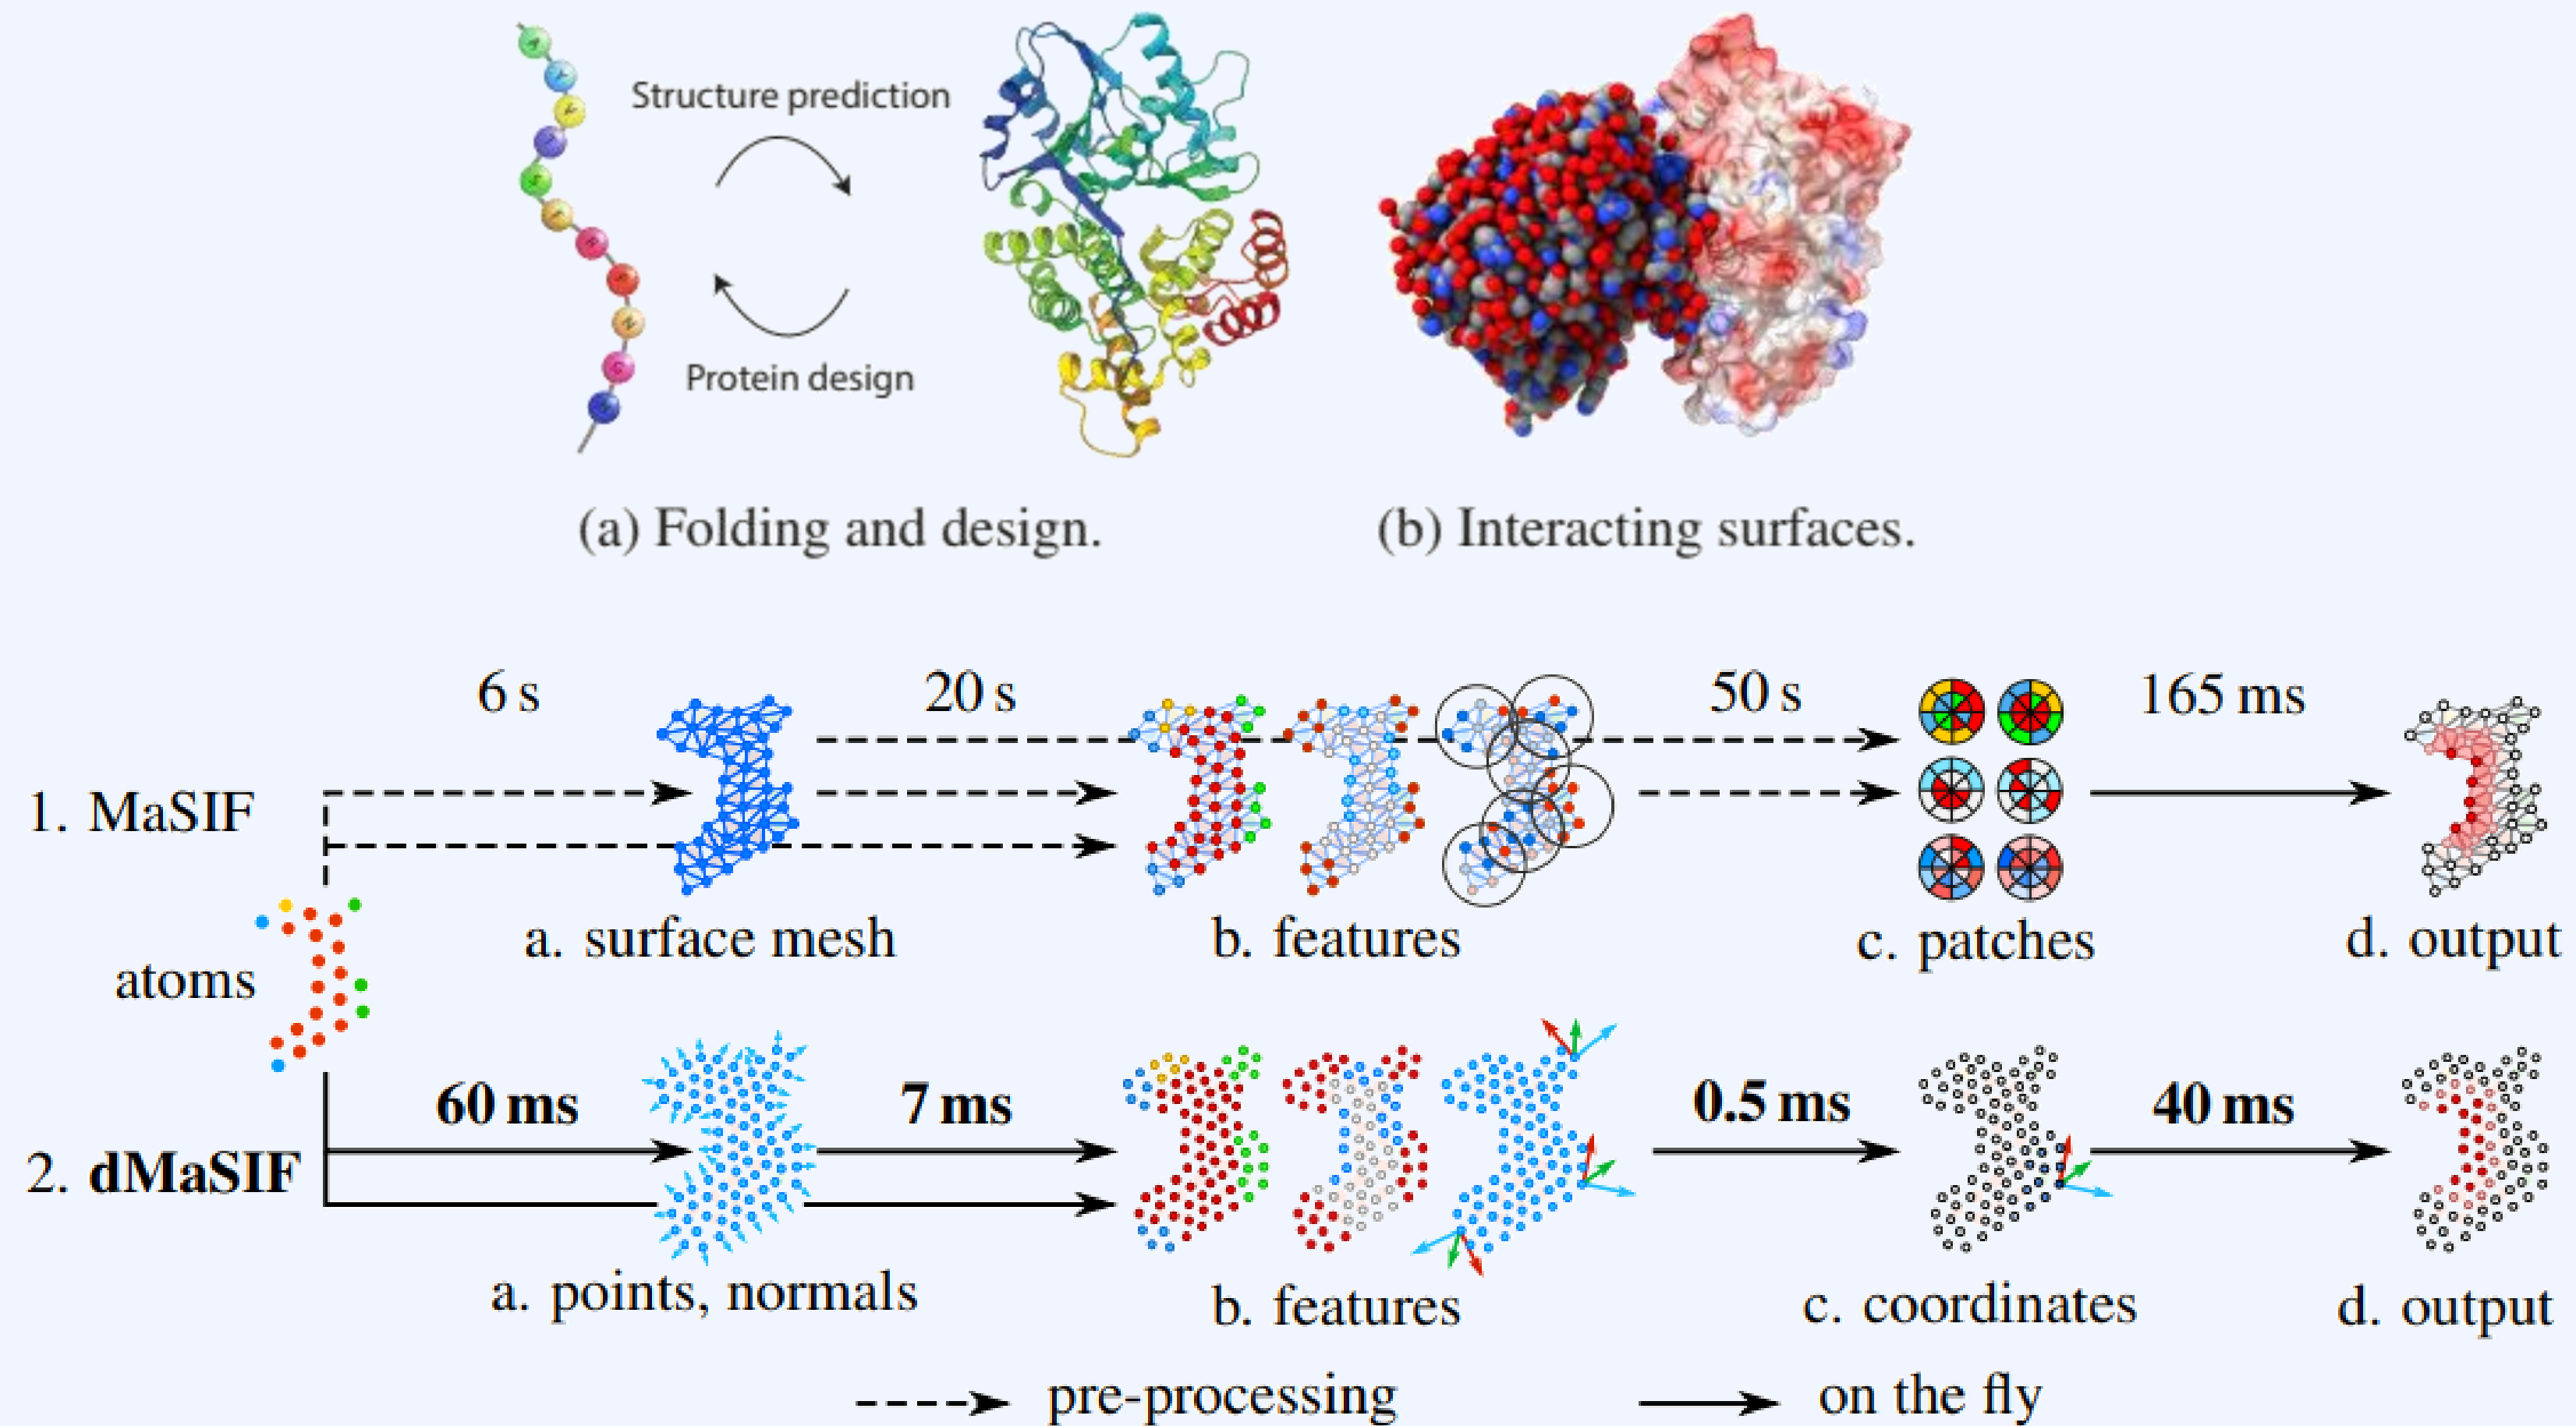 Structure prediction
Protein design
(a) Folding and design.
(b) Interacting surfaces.
6 s
20 s
50 s
165 ms
1. MaSIF
a. surface mesh
b. features
c. patches
d. output
atoms
60 ms
7 ms
0.5 ms
40 ms
2. dMaSIF
a. points, normals
b. features
c. coordinates
d. output
pre-processing
on the fly